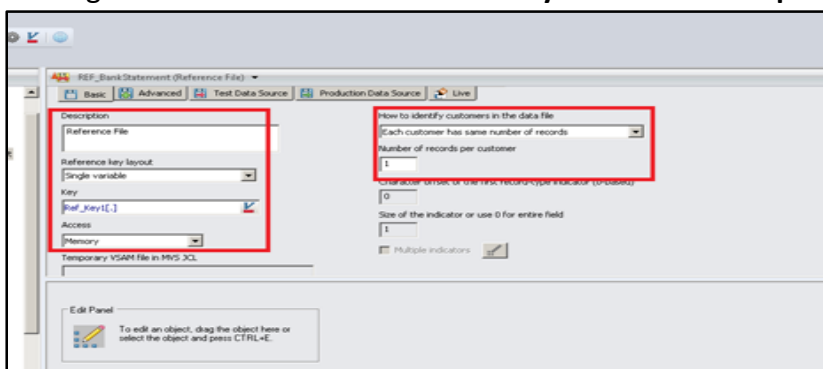 REF_BankStatement (Reference File)
Basic Advanced Test Data Source Production Data Source Live
Description
Reference File
Reference key layout
Single variable
Key
Ref_Key1[.]
Access
Memory
Temporary VSAM file in MVS JCL
How to identify customers in the data file
Each customer has same number of records
Number of records per customer
1
Character offset of the first record-type indicator (0-based)
0
Size of the indicator or use 0 for entire field
1
Multiple indicators
Edit Panel
To edit an object, drag the object here or
select the object and press CTRL+E.